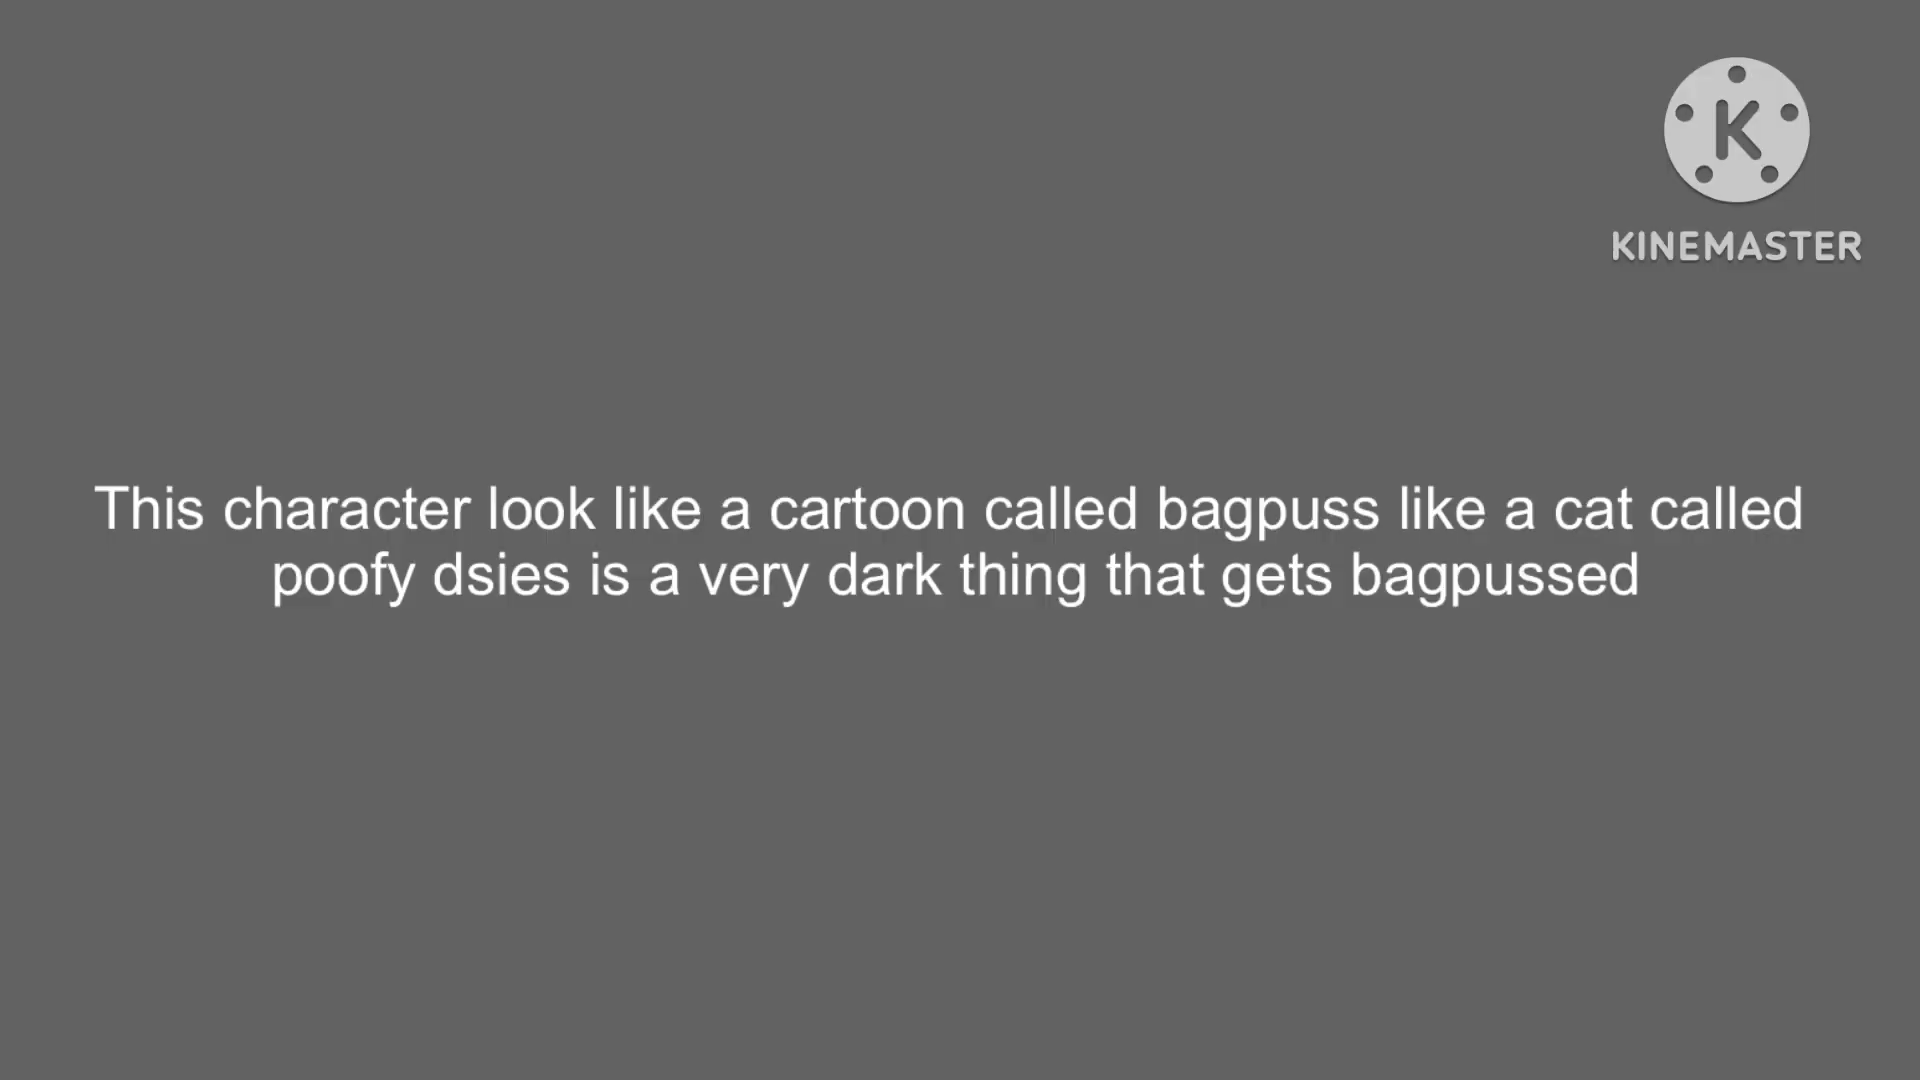 K
KINEMASTER
This character look like a cartoon called bagpuss like a cat called
poofy dsies is a very dark thing that gets bagpussed